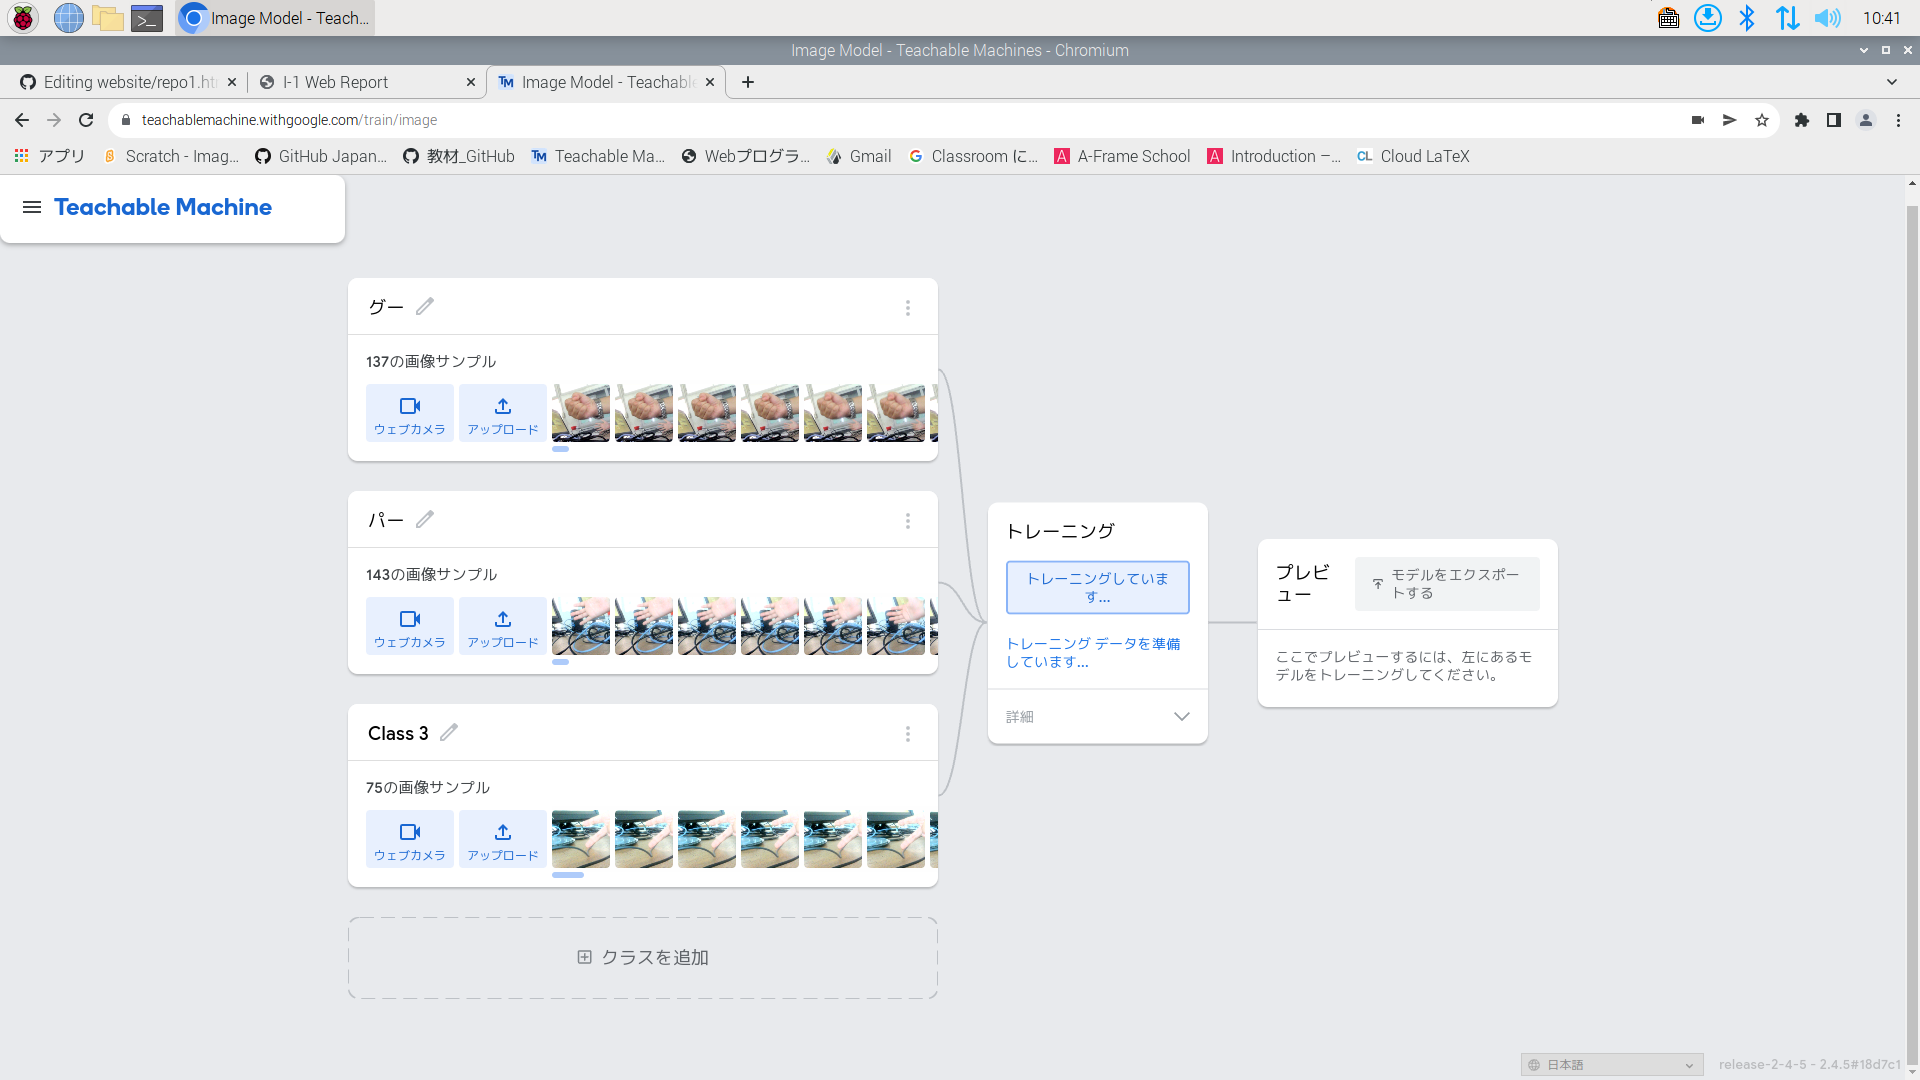 Image Model - Teach...
10:41
Image Model - Teachable Machines - Chromium
Editing website/repo1.ht
I-1 Web Report
Image Model - Teachable
teachablemachine.withgoogle.com/train/image
アプリ
Scratch - Imag...
GitHub Japan...
教材_GitHub
Teachable Ma...
Webプログラ...
Gmail
Classroom に...
A-Frame School
Introduction –...
CL
Cloud LaTeX
Teachable Machine
グー
137の画像サンプル
ウェブカメラ
アップロード
パー
143の画像サンプル
ウェブカメラ
アップロード
Class 3
75の画像サンプル
ウェブカメラ
アップロード
クラスを追加
トレーニング
トレーニングしていま
す...
トレーニング データを準備
しています...
詳細
プレビ
ュー
モデルをエクスポー
トする
ここでプレビューするには、左にあるモ
デルをトレーニングしてください。
日本語
release-2-4-5 - 2.4.5#18d7c1